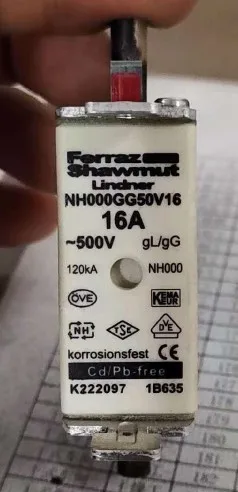 Ferraz
Shawmut
Lindner
NH000GG50V16
16A
~500V gL/gG
120kA NH000
ÖVE KEMA KEUR
NH TSE VDE
korrosionsfest CE
Cd/Pb-free
K222097 1B635